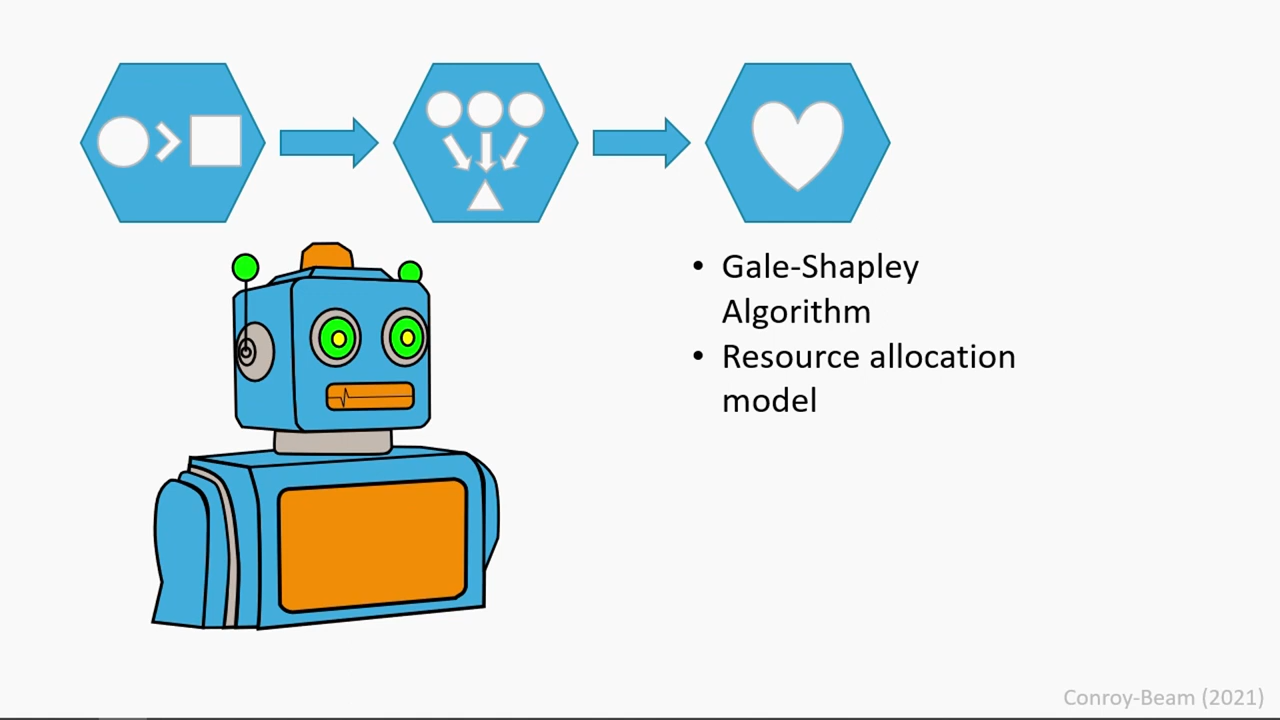 • Gale-Shapley
Algorithm
• Resource allocation
model
Conroy-Beam (2021)